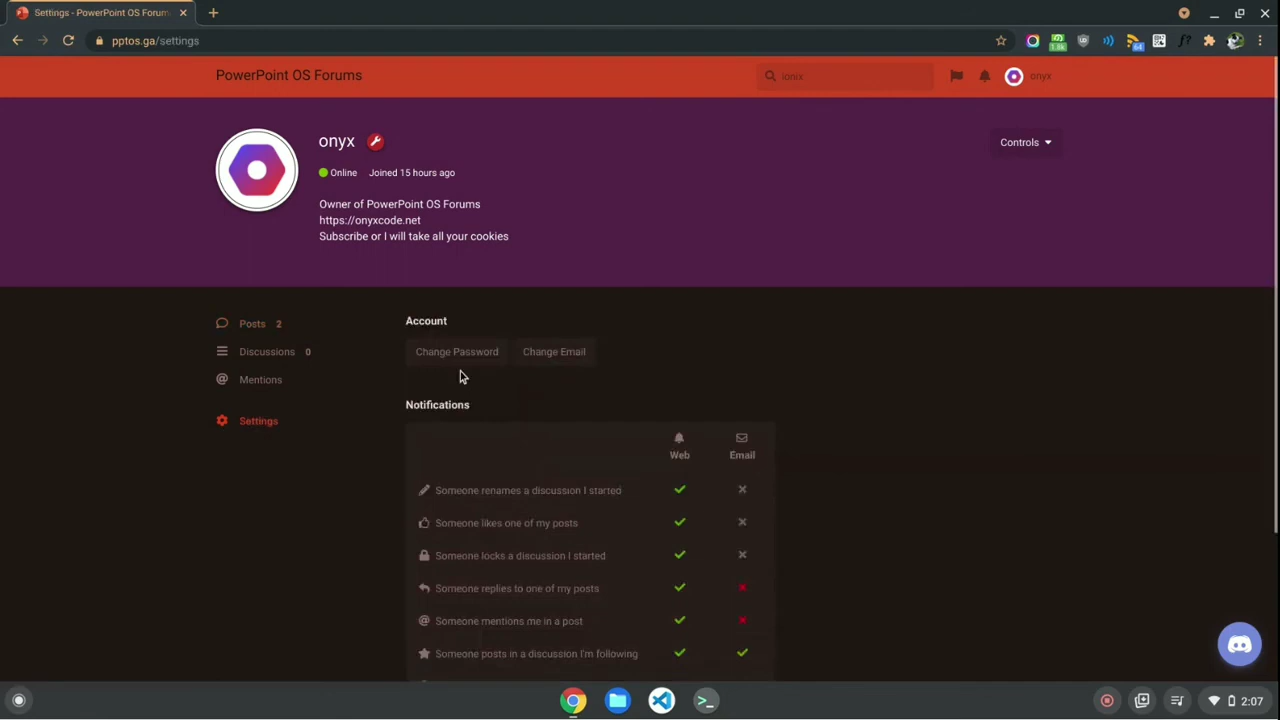 Settings - PowerPoint OS Forum
pptos.ga/settings
1.8k
64
f?
PowerPoint OS Forums
ionix
onyx
onyx
Online Joined 15 hours ago
Controls
Owner of PowerPoint OS Forums
https://onyxcode.net
Subscribe or I will take all your cookies
Posts 2
Discussions 0
Mentions
Settings
Account
Change Password Change Email
Notifications
Web Email
Someone renames a discussion I started
Someone likes one of my posts
Someone locks a discussion I started
Someone replies to one of my posts
Someone mentions me in a post
Someone posts in a discussion I'm following
2:07